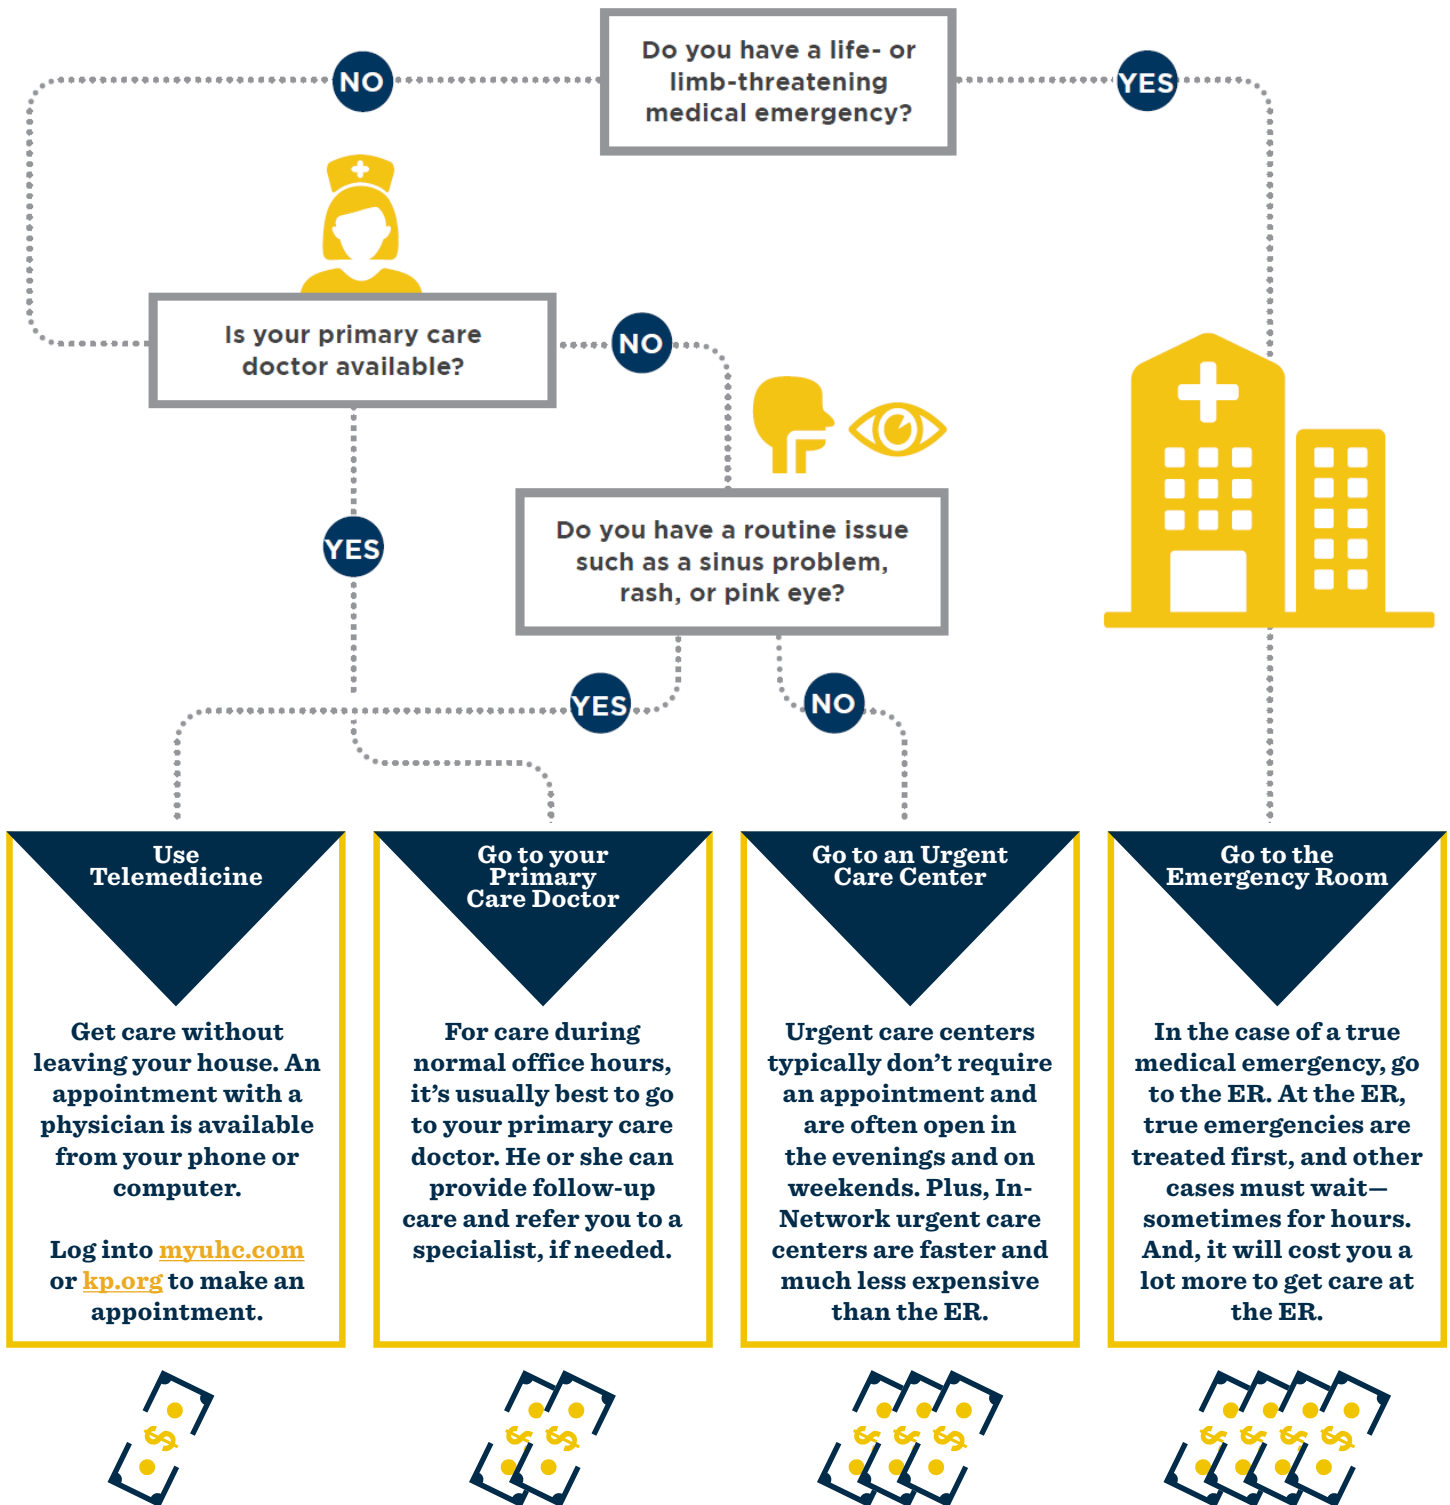 Do you have a life- or
limb-threatening
medical emergency?
NO
YES
Is your primary care
doctor available?
NO
YES
Do you have a routine issue
such as a sinus problem,
rash, or pink eye?
YES
NO
Use
Telemedicine
Get care without
leaving your house. An
appointment with a
physician is available
from your phone or
computer.
Log into myuhc.com
or kp.org to make an
appointment.
Go to your
Primary
Care Doctor
For care during
normal office hours,
it’s usually best to go
to your primary care
doctor. He or she can
provide follow-up
care and refer you to a
specialist, if needed.
Go to an Urgent
Care Center
Urgent care centers
typically don’t require
an appointment and
are often open in
the evenings and on
weekends. Plus, In-
Network urgent care
centers are faster and
much less expensive
than the ER.
Go to the
Emergency Room
In the case of a true
medical emergency, go
to the ER. At the ER,
true emergencies are
treated first, and other
cases must wait—
sometimes for hours.
And, it will cost you a
lot more to get care at
the ER.
$
$ $
$ $ $
$ $ $ $